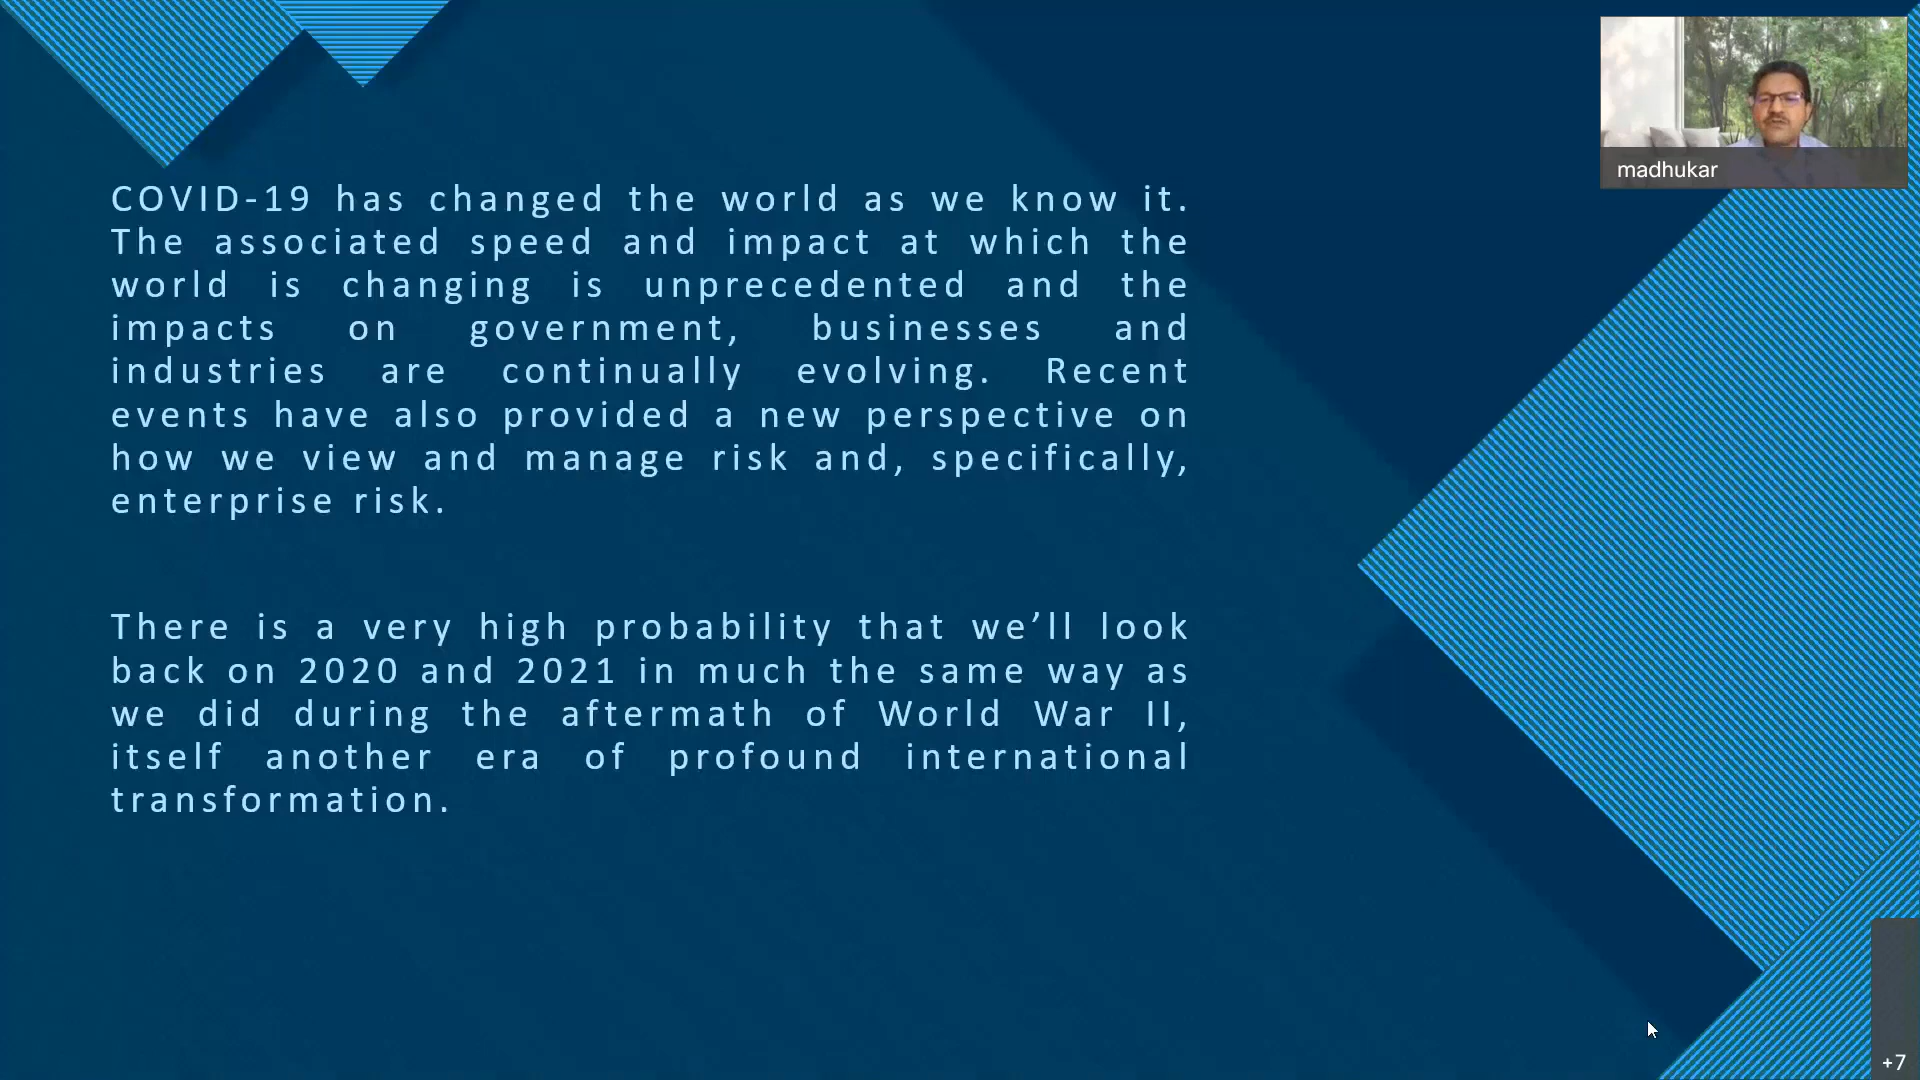 COVID-19 has changed the world as we know it.
The associated speed and impact at which the
world is changing is unprecedented and the
impacts on government, businesses and
industries are continually evolving. Recent
events have also provided a new perspective on
how we view and manage risk and, specifically,
enterprise risk.
There is a very high probability that we’ll look
back on 2020 and 2021 in much the same way as
we did during the aftermath of World War II,
itself another era of profound international
transformation.
madhukar
+7